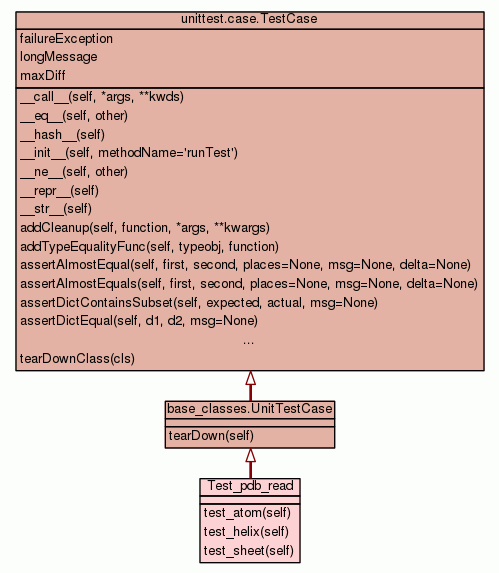 unittest.case.TestCase
failureException
longMessage
maxDiff
__call__(self, *args, **kwds)
__eq__(self, other)
__hash__(self)
__init__(self, methodName='runTest')
__ne__(self, other)
__repr__(self)
__str__(self)
addCleanup(self, function, *args, **kwargs)
addTypeEqualityFunc(self, typeobj, function)
assertAlmostEqual(self, first, second, places=None, msg=None, delta=None)
assertAlmostEquals(self, first, second, places=None, msg=None, delta=None)
assertDictContainsSubset(self, expected, actual, msg=None)
assertDictEqual(self, d1, d2, msg=None)
...
tearDownClass(cls)
base_classes.UnitTestCase
tearDown(self)
Test_pdb_read
test_atom(self)
test_helix(self)
test_sheet(self)